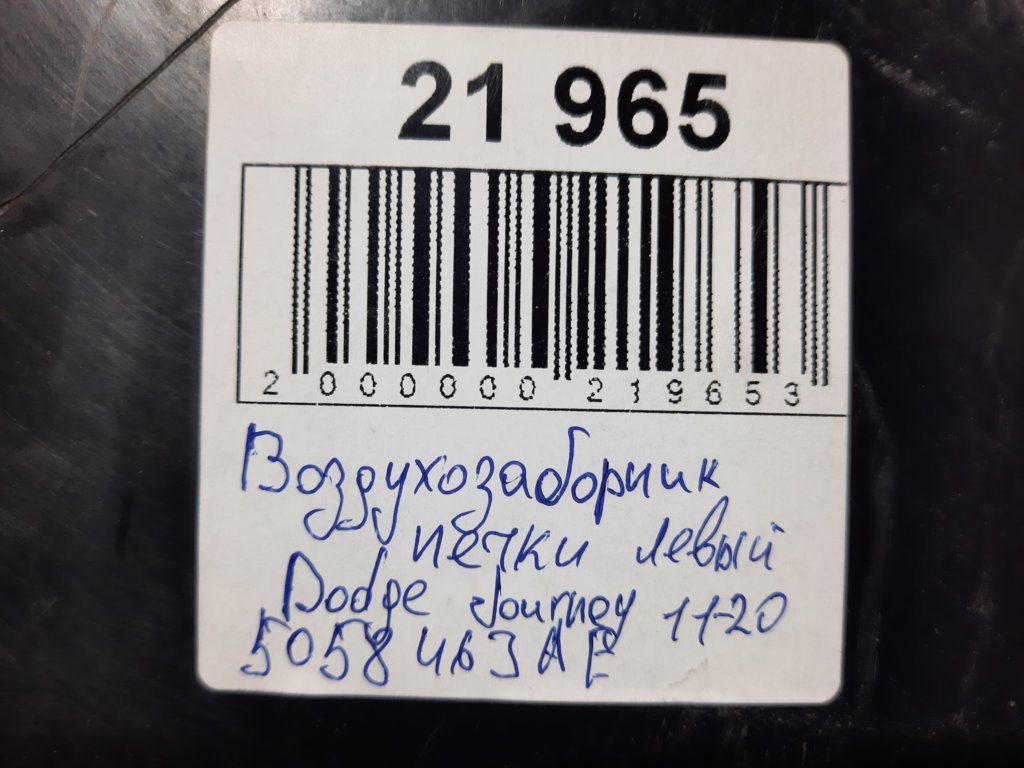 21 965
2 000000 219653
Воздухозаборник
печки левый
Dodge Journey 11-20
5058463AE